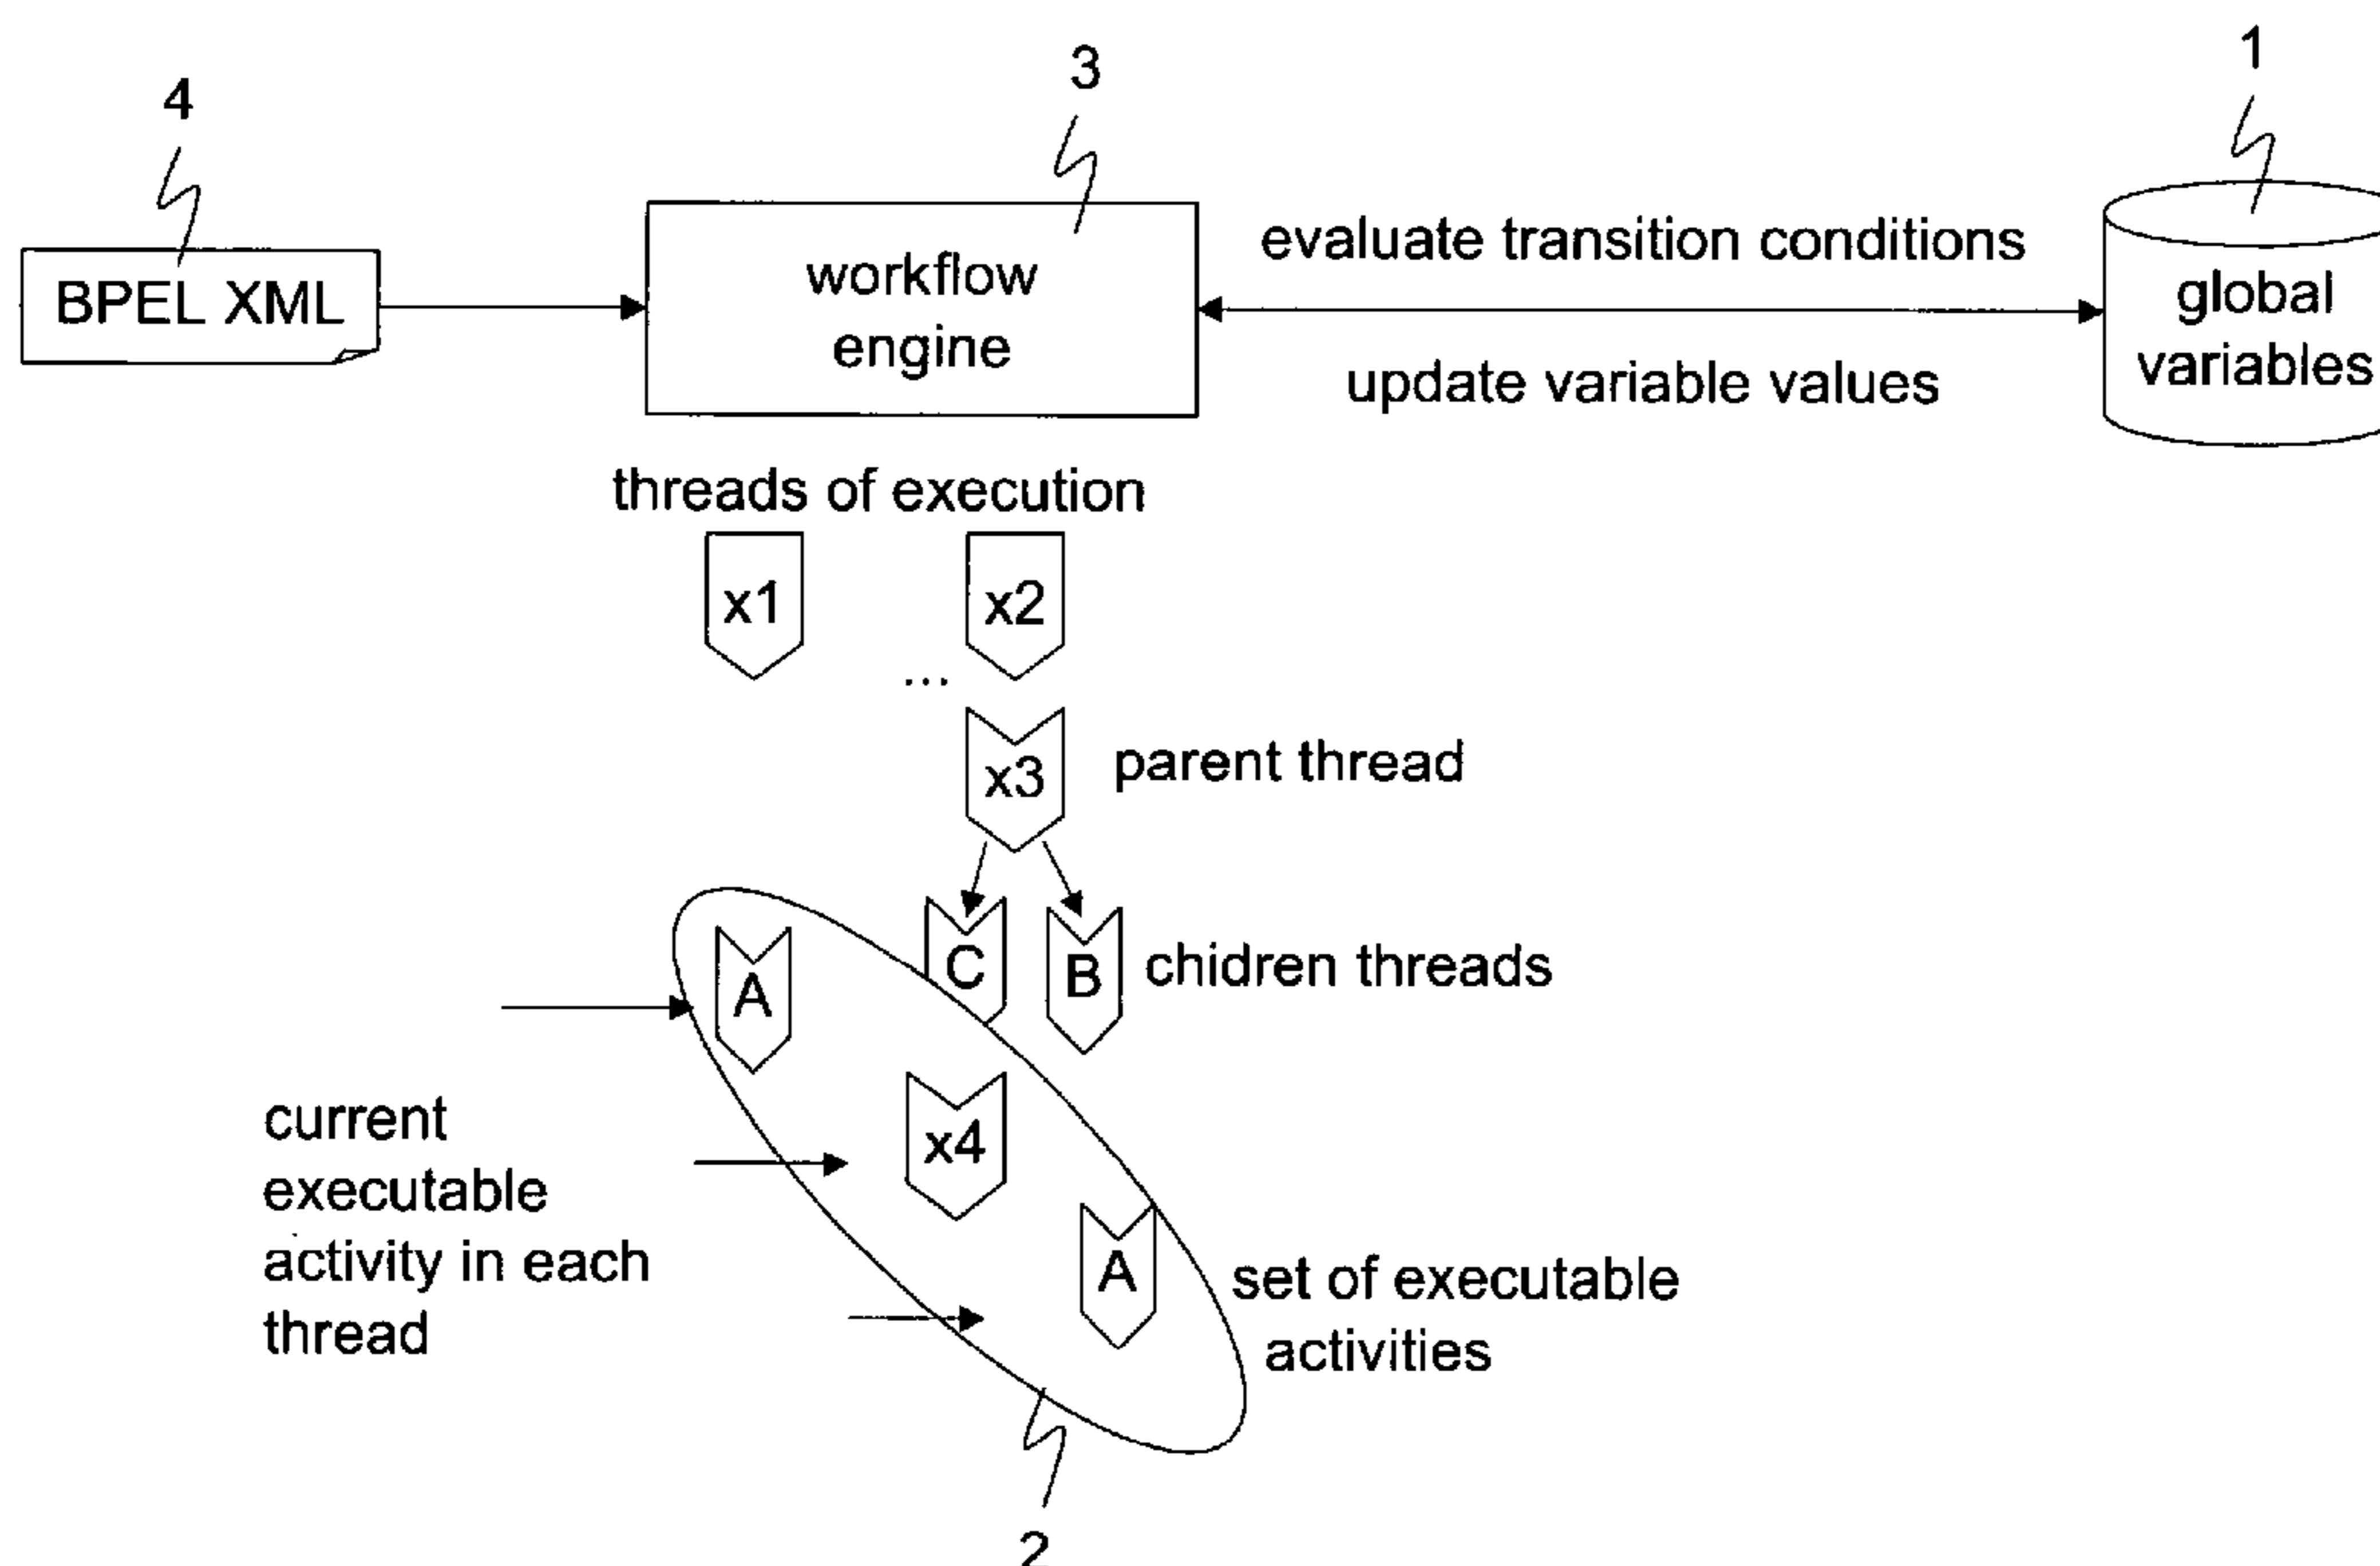 1
3
4
BPEL XML
workflow
engine
evaluate transition conditions
update variable values
global
variables
threads of execution
x1
x2
...
x3
parent thread
C
B
chidren threads
A
x4
A
current
executable
activity in each
thread
set of executable
activities
2